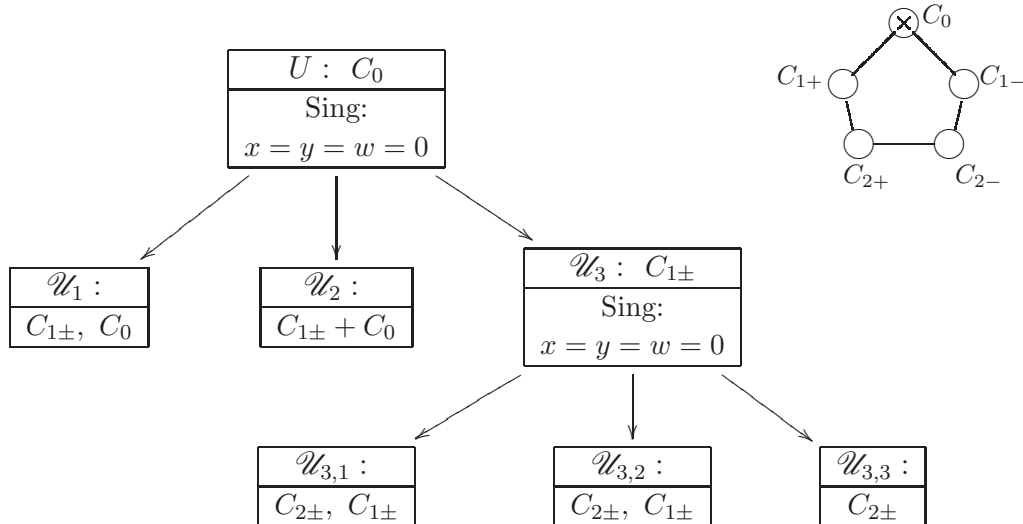 C₀
U : C₀
C₁₊
C₁₋
Sing:
x = y = w = 0
C₂₊
C₂₋
𝒰₁ :
𝒰₂ :
𝒰₃ : C₁±
C₁±, C₀
C₁± + C₀
Sing:
x = y = w = 0
𝒰₃,₁ :
𝒰₃,₂ :
𝒰₃,₃ :
C₂±, C₁±
C₂±, C₁±
C₂±